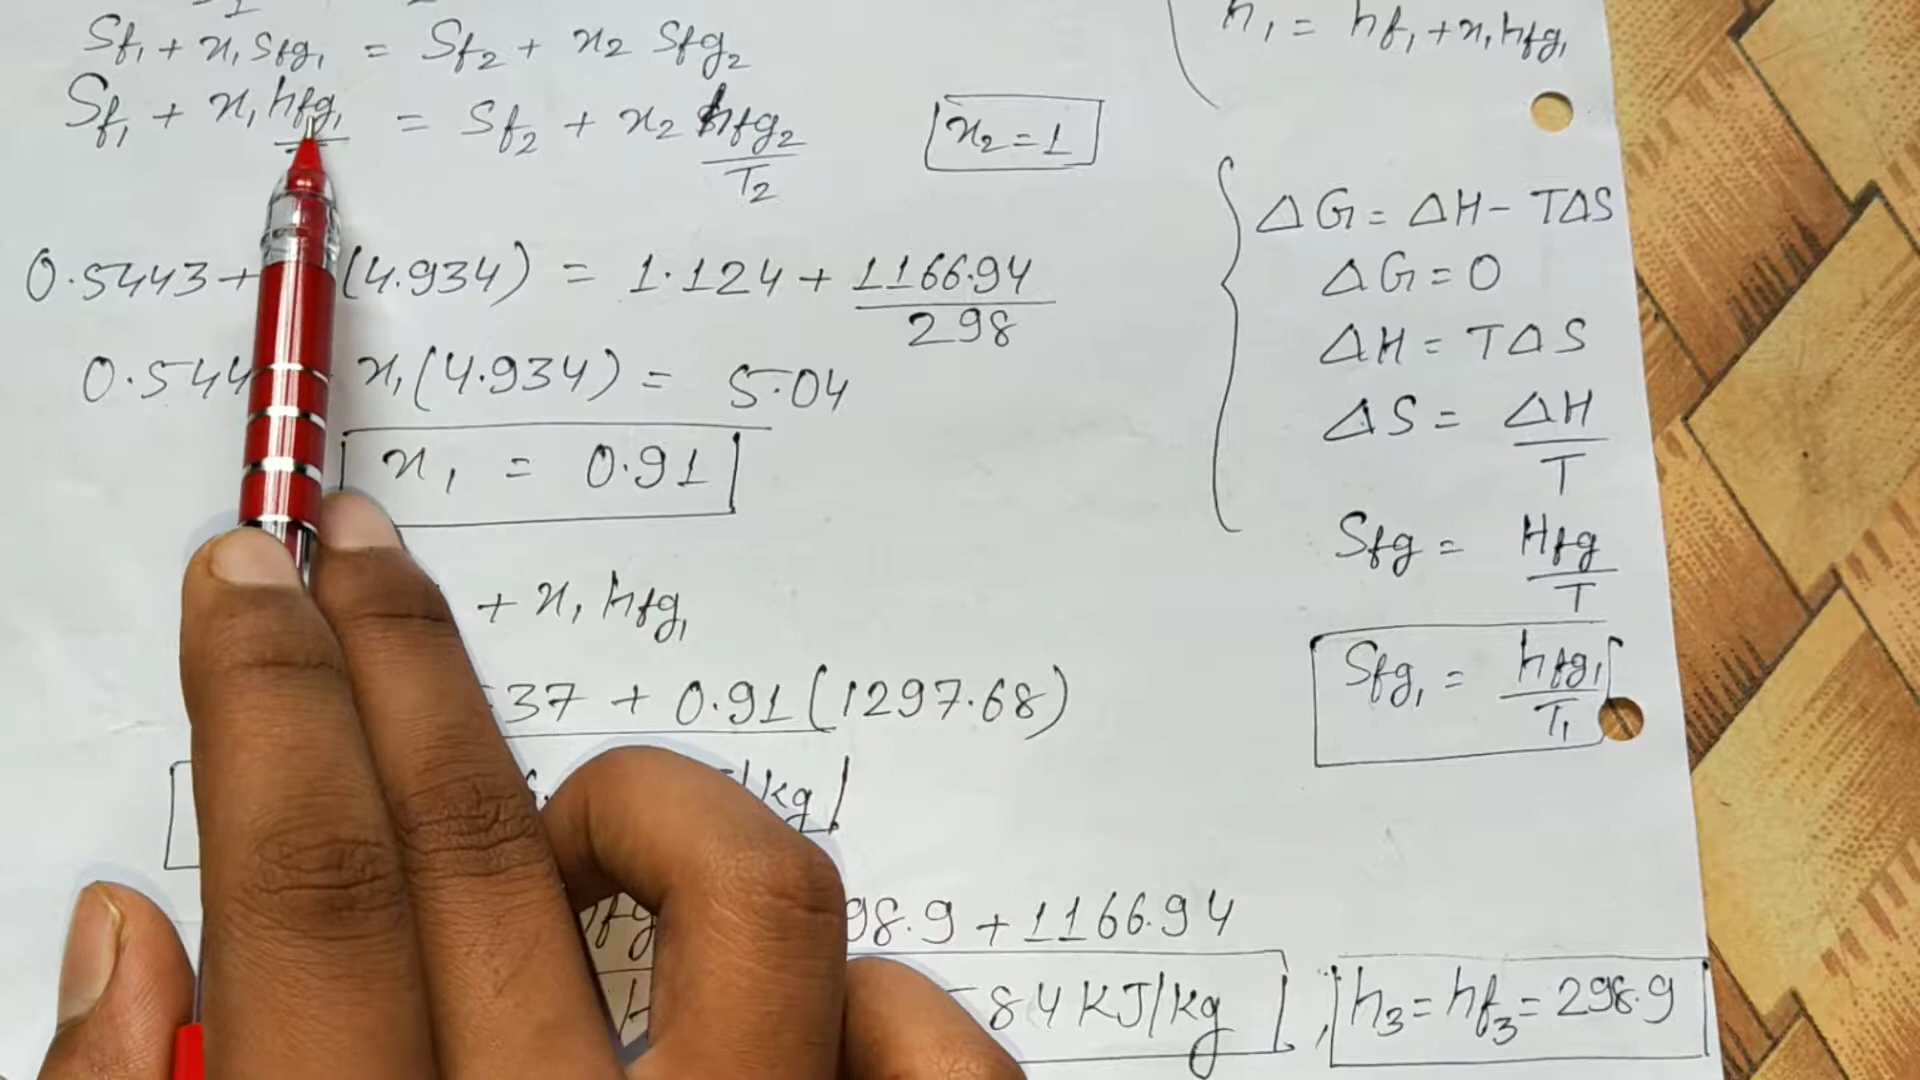 Sf₁ + x₁ Sfg₁ = Sf₂ + x₂ Sfg₂
h₁ = hf₁ + x₁hfg₁
Sf₁ + x₁ hfg₁ = Sf₂ + x₂ hfg₂/T₂
x₂ = 1
0.5443 + (4.934) = 1.124 + 1166.94/298
0.544 x₁(4.934) = 5.04
x₁ = 0.91
+ x₁ hfg₁
37 + 0.91(1297.68)
kg
98.9 + 1166.94
84 KJ/kg , h₃ = hf₃ = 298.9
ΔG = ΔH - TΔS
ΔG = 0
ΔH = TΔS
ΔS = ΔH/T
Sfg = Hfg/T
Sfg₁ = hfg₁/T₁